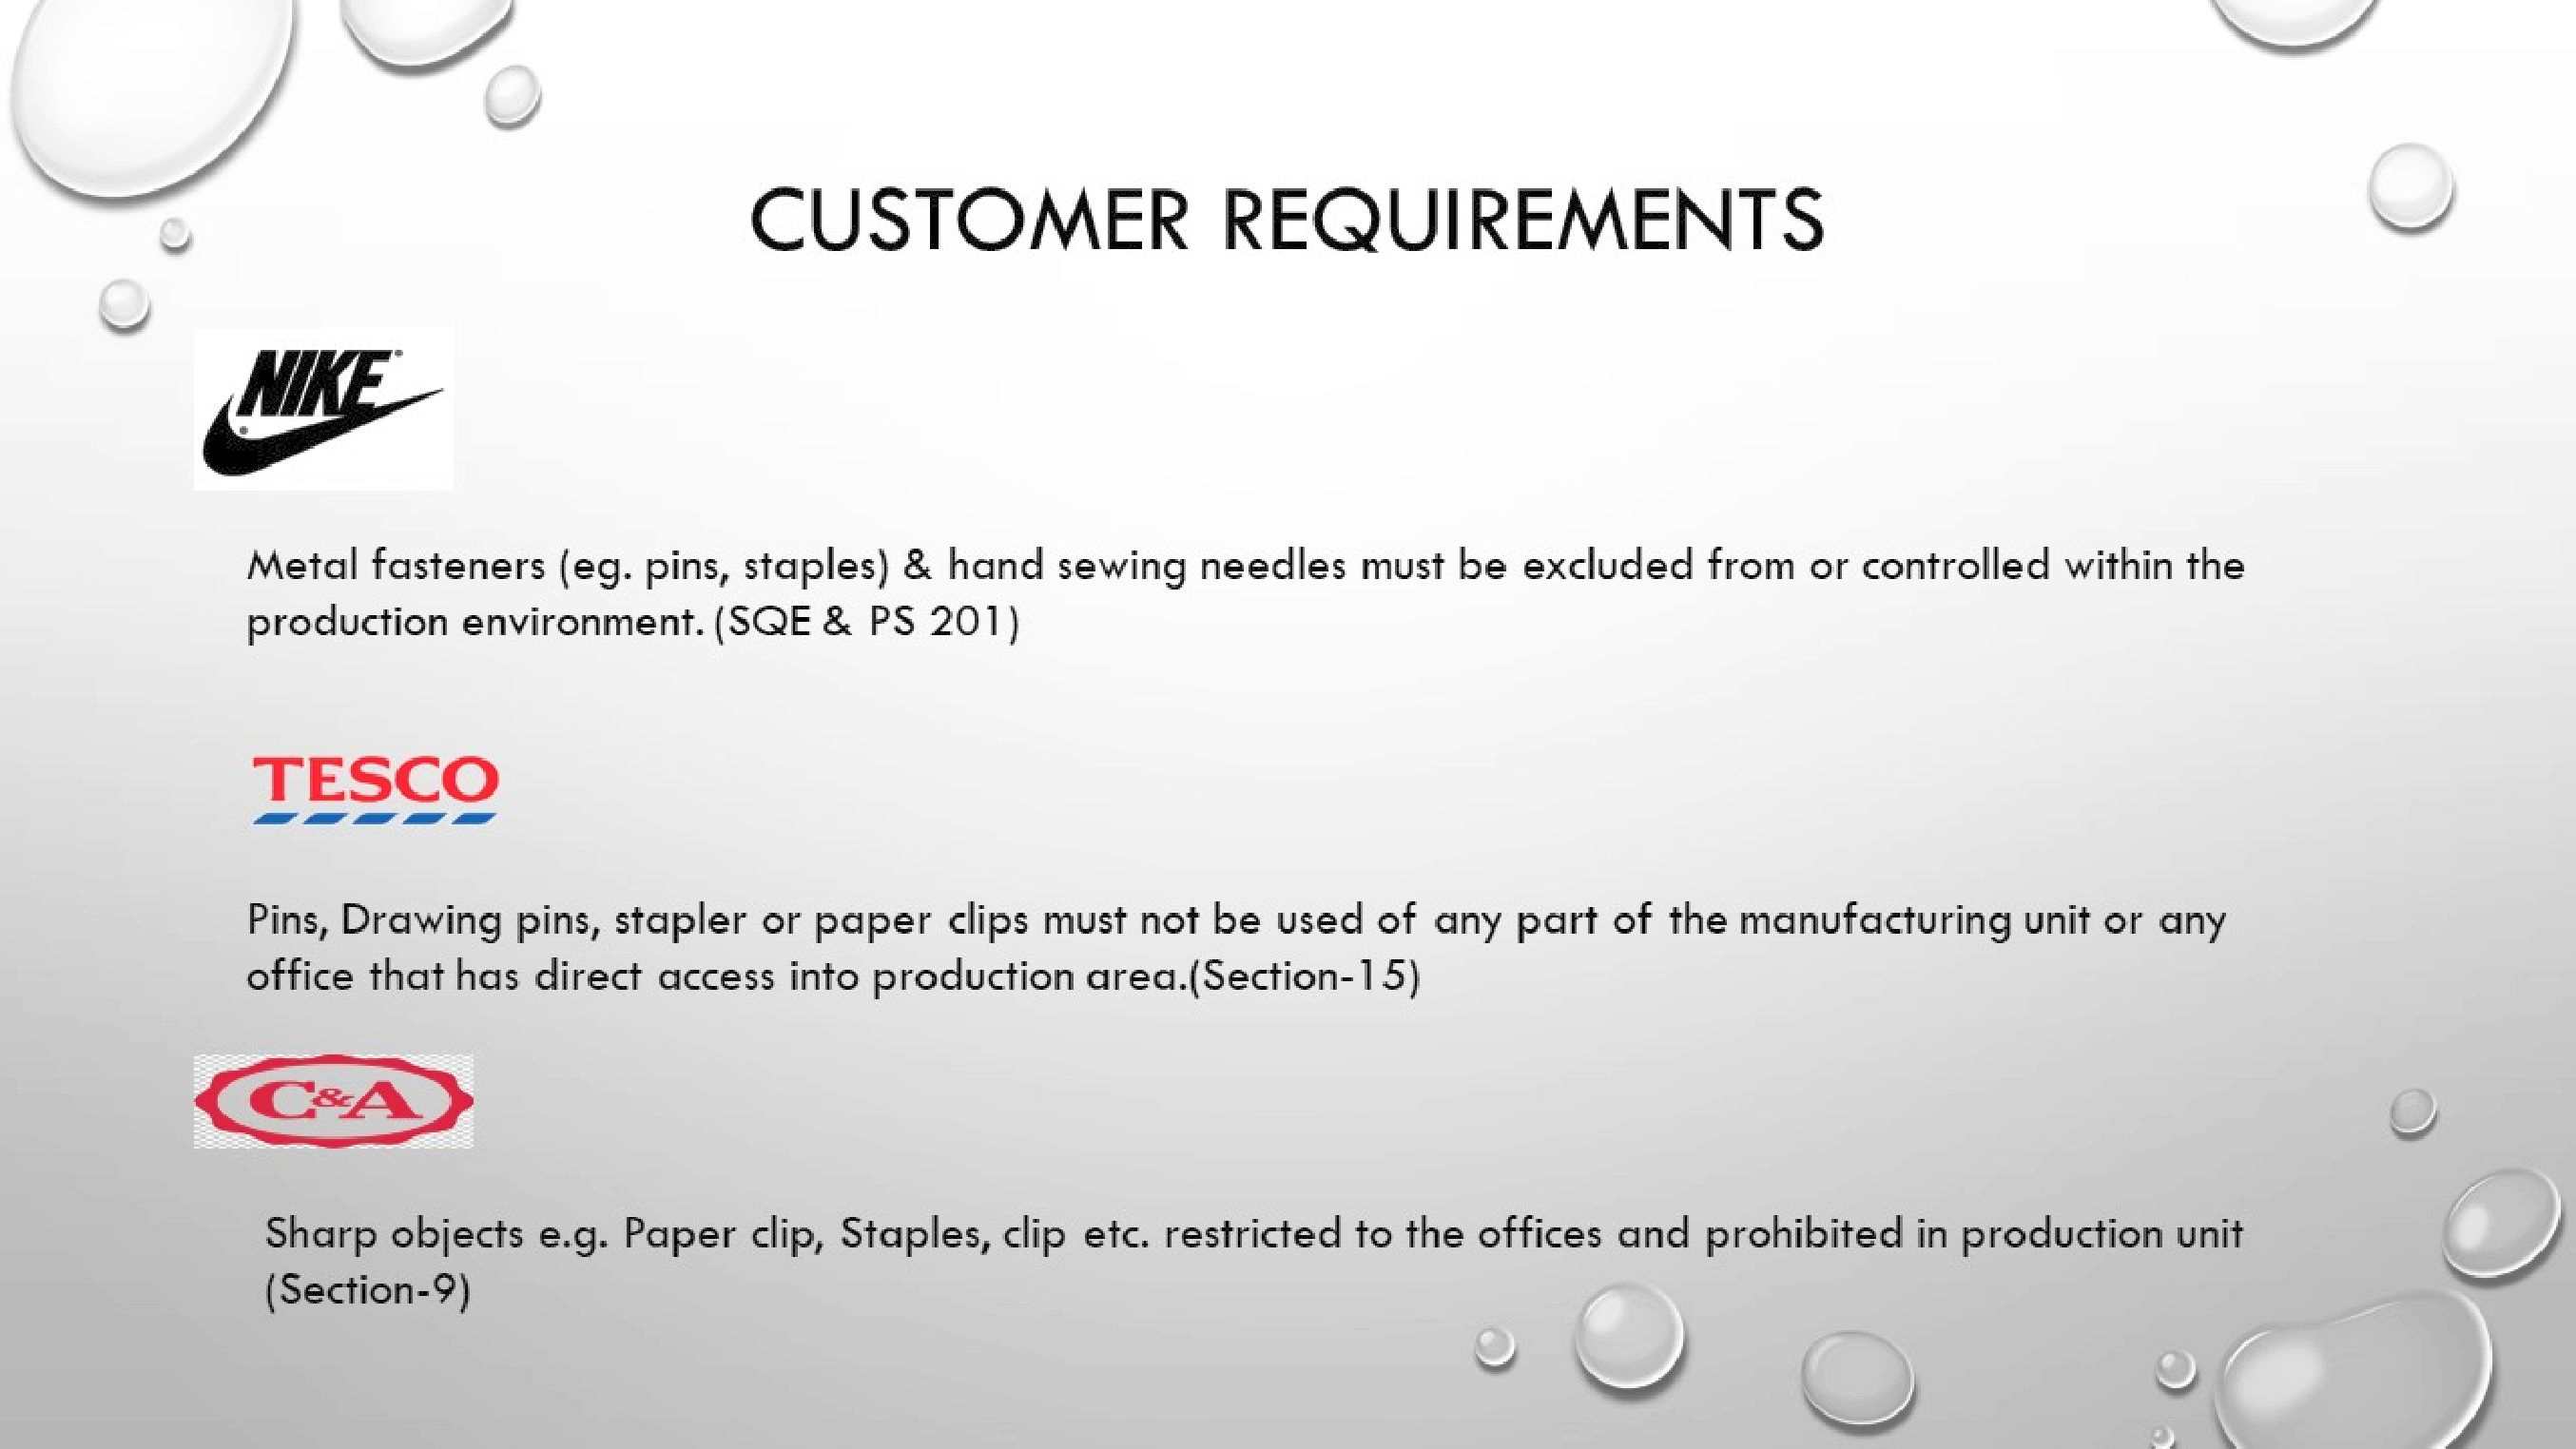 CUSTOMER REQUIREMENTS
NIKE
Metal fasteners (eg. pins, staples) & hand sewing needles must be excluded from or controlled within the
production environment. (SQE & PS 201)
TESCO
Pins, Drawing pins, stapler or paper clips must not be used of any part of the manufacturing unit or any
office that has direct access into production area.(Section-15)
C&A
Sharp objects e.g. Paper clip, Staples, clip etc. restricted to the offices and prohibited in production unit
(Section-9)